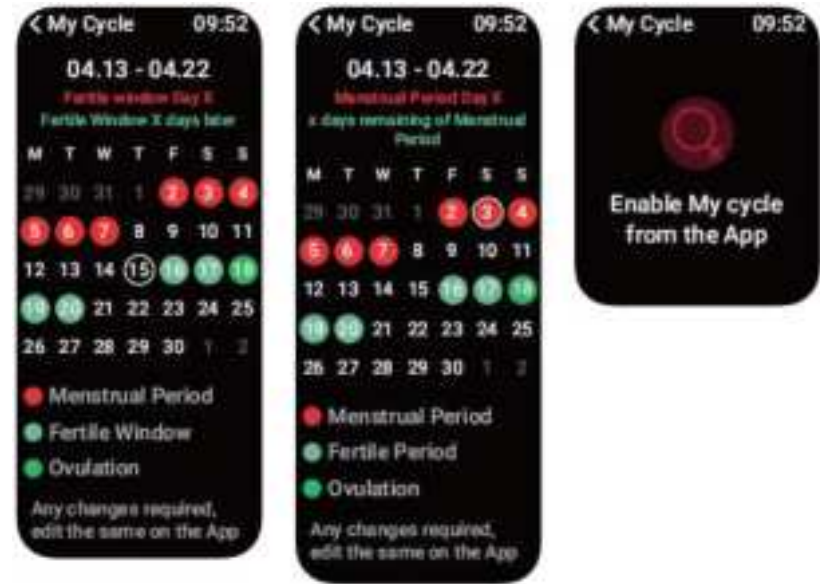 < My Cycle 09:52
04.13 - 04.22
Fertile window Day X
Fertile Window X days later
M T W T F S S
29 30 31 1 2 3 4
5 6 7 8 9 10 11
12 13 14 15 16 17 18
19 20 21 22 23 24 25
26 27 28 29 30 1 2
Menstrual Period
Fertile Window
Ovulation
Any changes required,
edit the same on the App
< My Cycle 09:52
04.13 - 04.22
Menstrual Period Day X
x days remaining of Menstrual
Period
M T W T F S S
29 30 31 1 2 3 4
5 6 7 8 9 10 11
12 13 14 15 16 17 18
19 20 21 22 23 24 25
26 27 28 29 30 1 2
Menstrual Period
Fertile Period
Ovulation
Any changes required,
edit the same on the App
< My Cycle 09:52
Enable My cycle
from the App